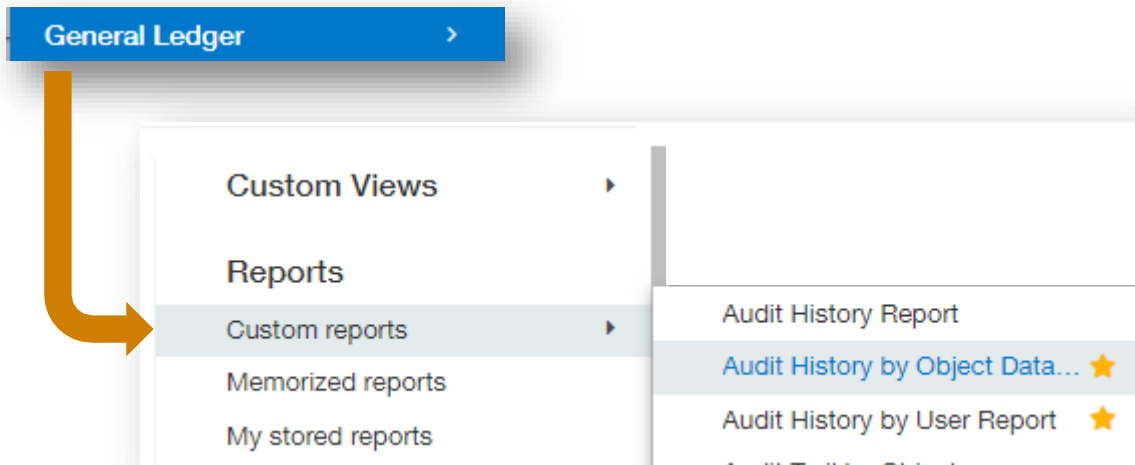 General Ledger
Custom Views
Reports
Custom reports
Memorized reports
My stored reports
Audit History Report
Audit History by Object Data...
Audit History by User Report